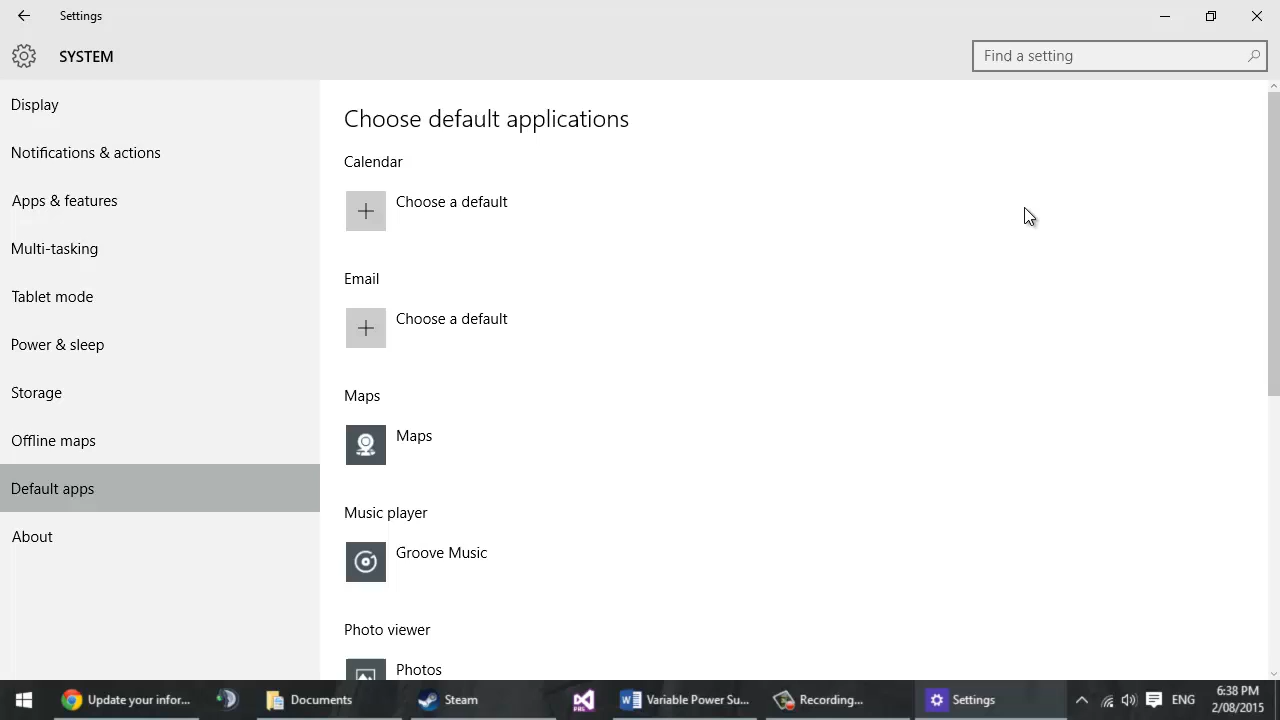 Settings
SYSTEM
Find a setting
Display
Notifications & actions
Apps & features
Multi-tasking
Tablet mode
Power & sleep
Storage
Offline maps
Default apps
About
Choose default applications
Calendar
Choose a default
Email
Choose a default
Maps
Maps
Music player
Groove Music
Photo viewer
Photos
Update your infor...
Documents
Steam
Variable Power Su...
Recording...
Settings
ENG
6:38 PM
2/08/2015